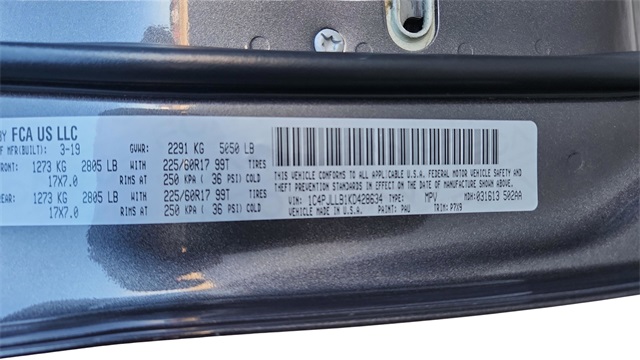 BY FCA US LLC
OF MFR(BUILT): 3-19 GVWR: 2291 KG 5050 LB
FRONT: 1273 KG 2805 LB WITH 225/60R17 99T TIRES
17X7.0 RIMS AT 250 KPA ( 36 PSI) COLD
REAR: 1273 KG 2805 LB WITH 225/60R17 99T TIRES
17X7.0 RIMS AT 250 KPA ( 36 PSI) COLD
THIS VEHICLE CONFORMS TO ALL APPLICABLE U.S.A. FEDERAL MOTOR VEHICLE SAFETY AND
THEFT PREVENTION STANDARDS IN EFFECT ON THE DATE OF MANUFACTURE SHOWN ABOVE.
VIN: 1C4PJLLB1KD428634 TYPE: MPV MDH:031613 502AA
VEHICLE MADE IN U.S.A. PAINT: PAU TRIM: P7X9